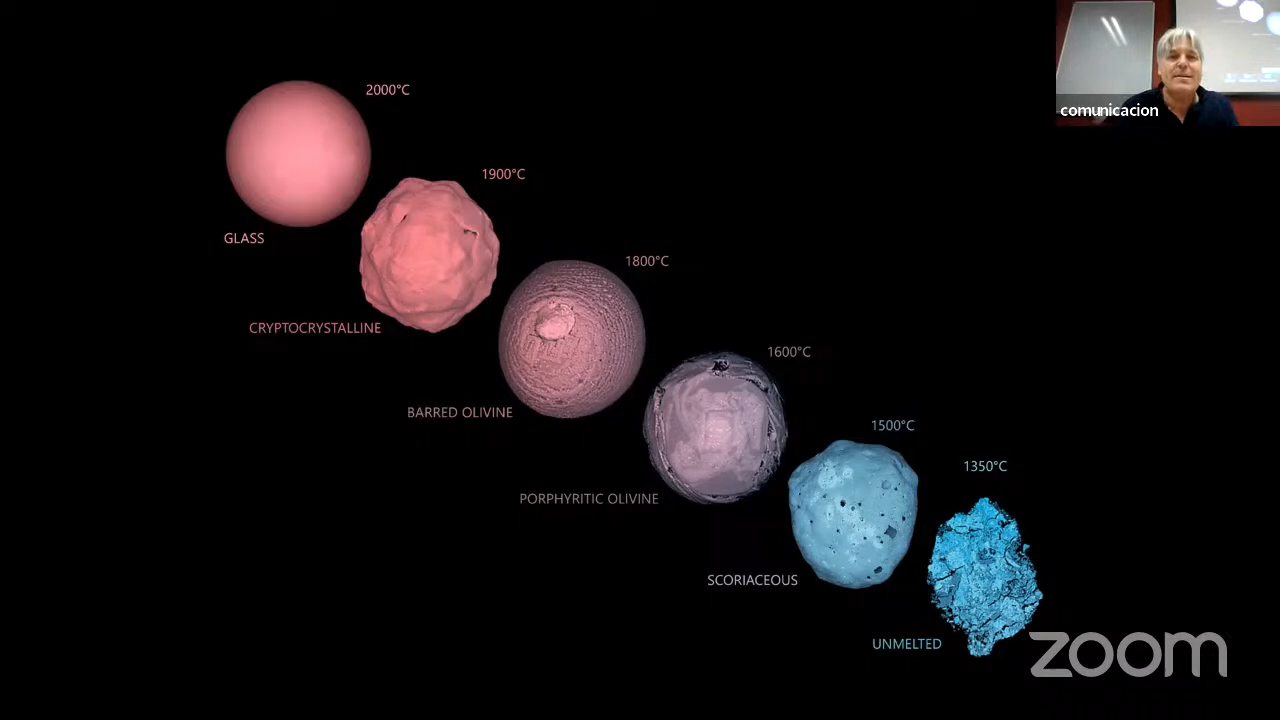 comunicacion
2000°C
1900°C
GLASS
1800°C
CRYPTOCRYSTALLINE
1600°C
BARRED OLIVINE
1500°C
1350°C
PORPHYRITIC OLIVINE
SCORIACEOUS
UNMELTED
zoom